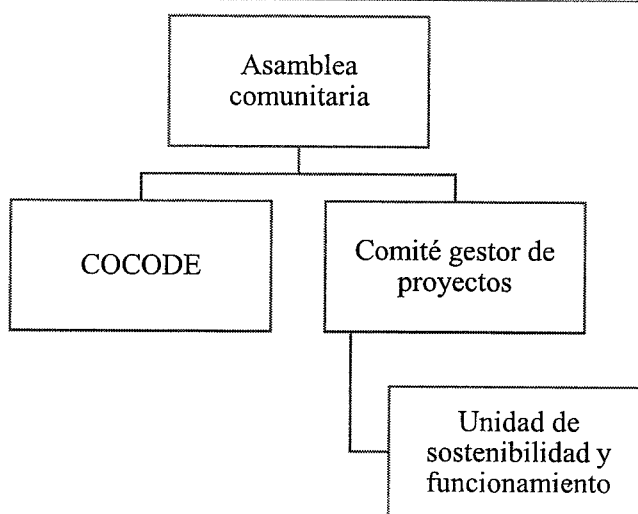 Asamblea
comunitaria
COCODE
Comité gestor de
proyectos
Unidad de
sostenibilidad y
funcionamiento